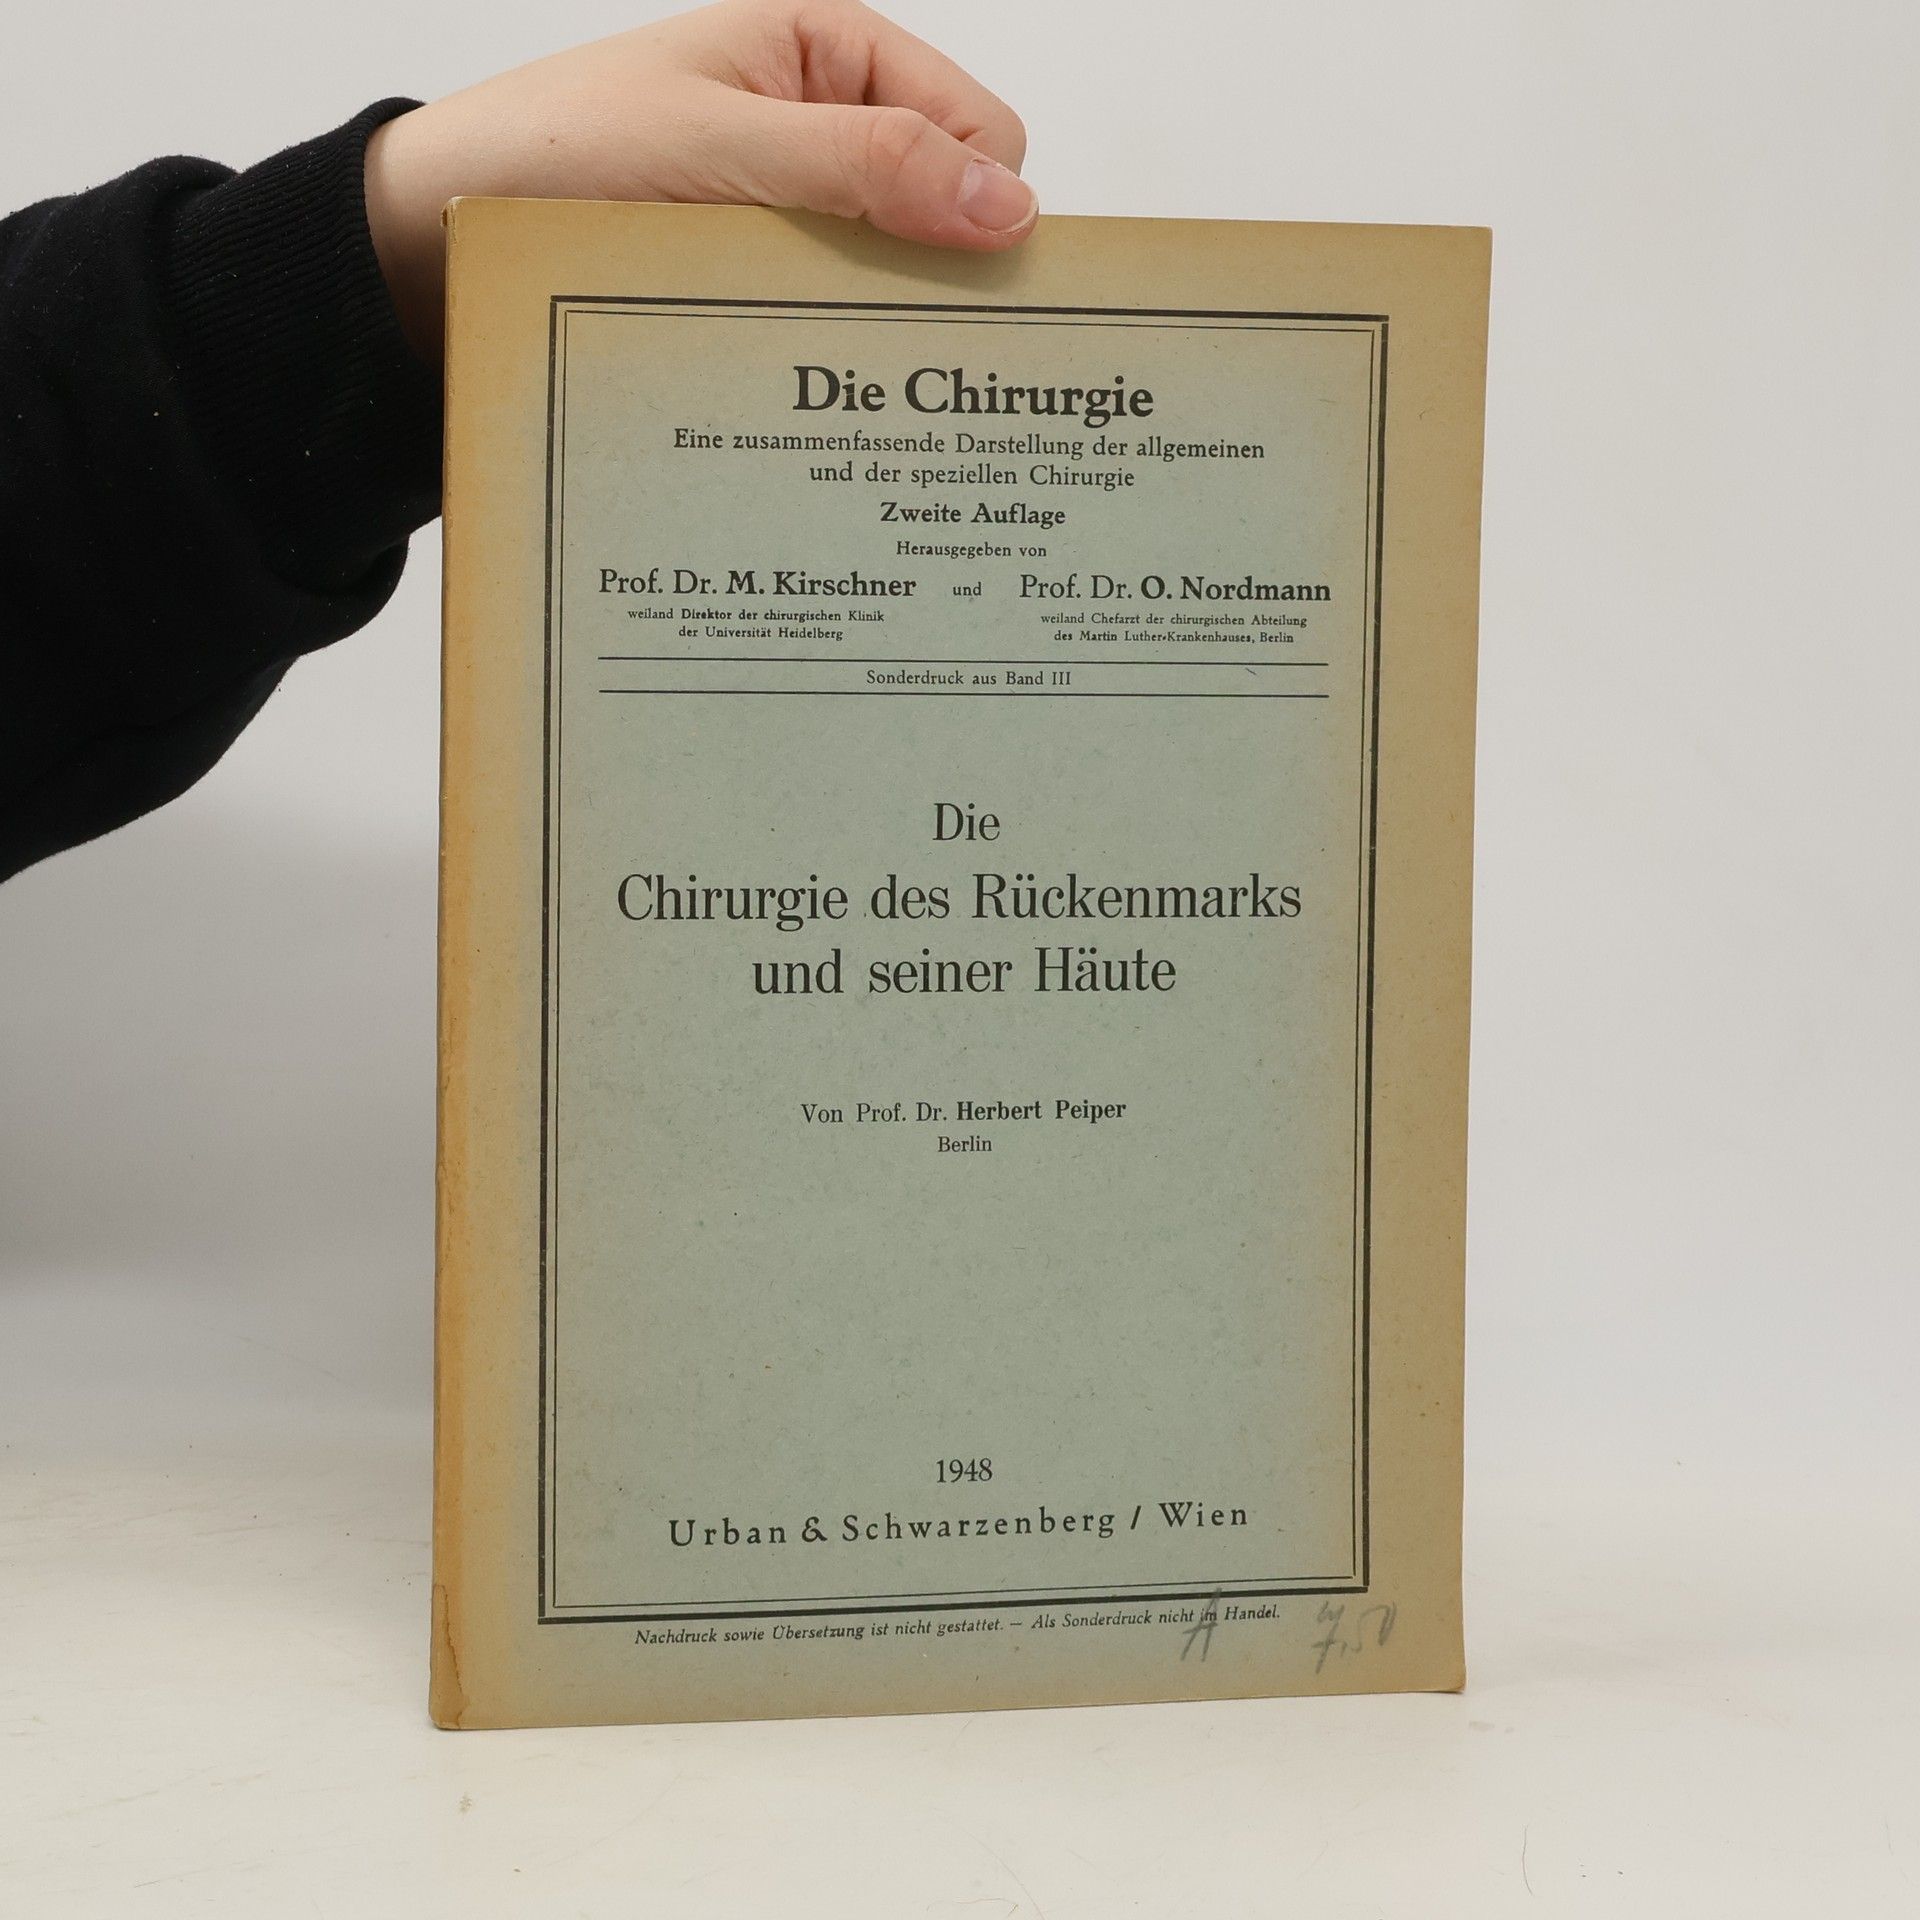 Die Chirurgie
Eine zusammenfassende Darstellung der allgemeinen
und der speziellen Chirurgie
Zweite Auflage
Herausgegeben von
Prof. Dr. M. Kirschner und Prof. Dr. O. Nordmann
weiland Direktor der chirurgischen Klinik
der Universität Heidelberg
weiland Chefarzt der chirurgischen Abteilung
des Martin Luther-Krankenhauses, Berlin
Sonderdruck aus Band III
Die
Chirurgie des Rückenmarks
und seiner Häute
Von Prof. Dr. Herbert Peiper
Berlin
1948
Urban & Schwarzenberg / Wien
Nachdruck sowie Übersetzung ist nicht gestattet. — Als Sonderdruck nicht im Handel.
A
7,50